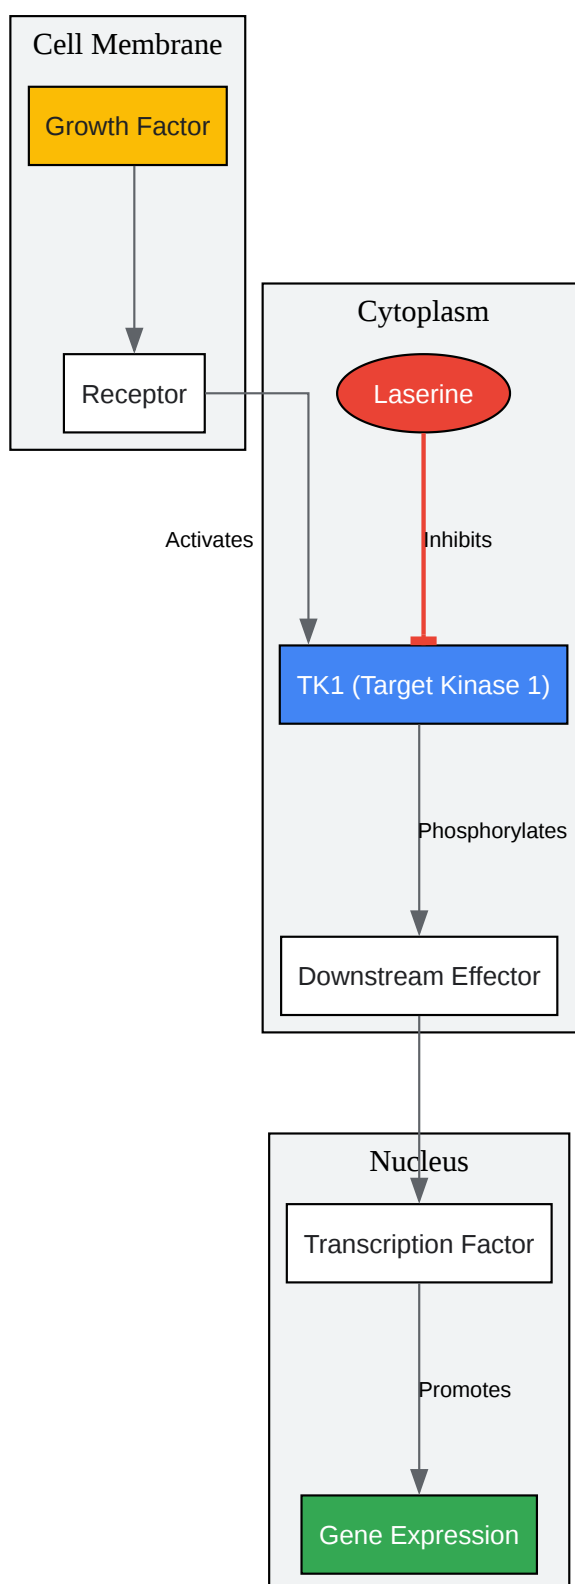 Cell Membrane
Growth Factor
Cytoplasm
Receptor
Laserine
Activates
Inhibits
TK1 (Target Kinase 1)
Phosphorylates
Downstream Effector
Nucleus
Transcription Factor
Promotes
Gene Expression